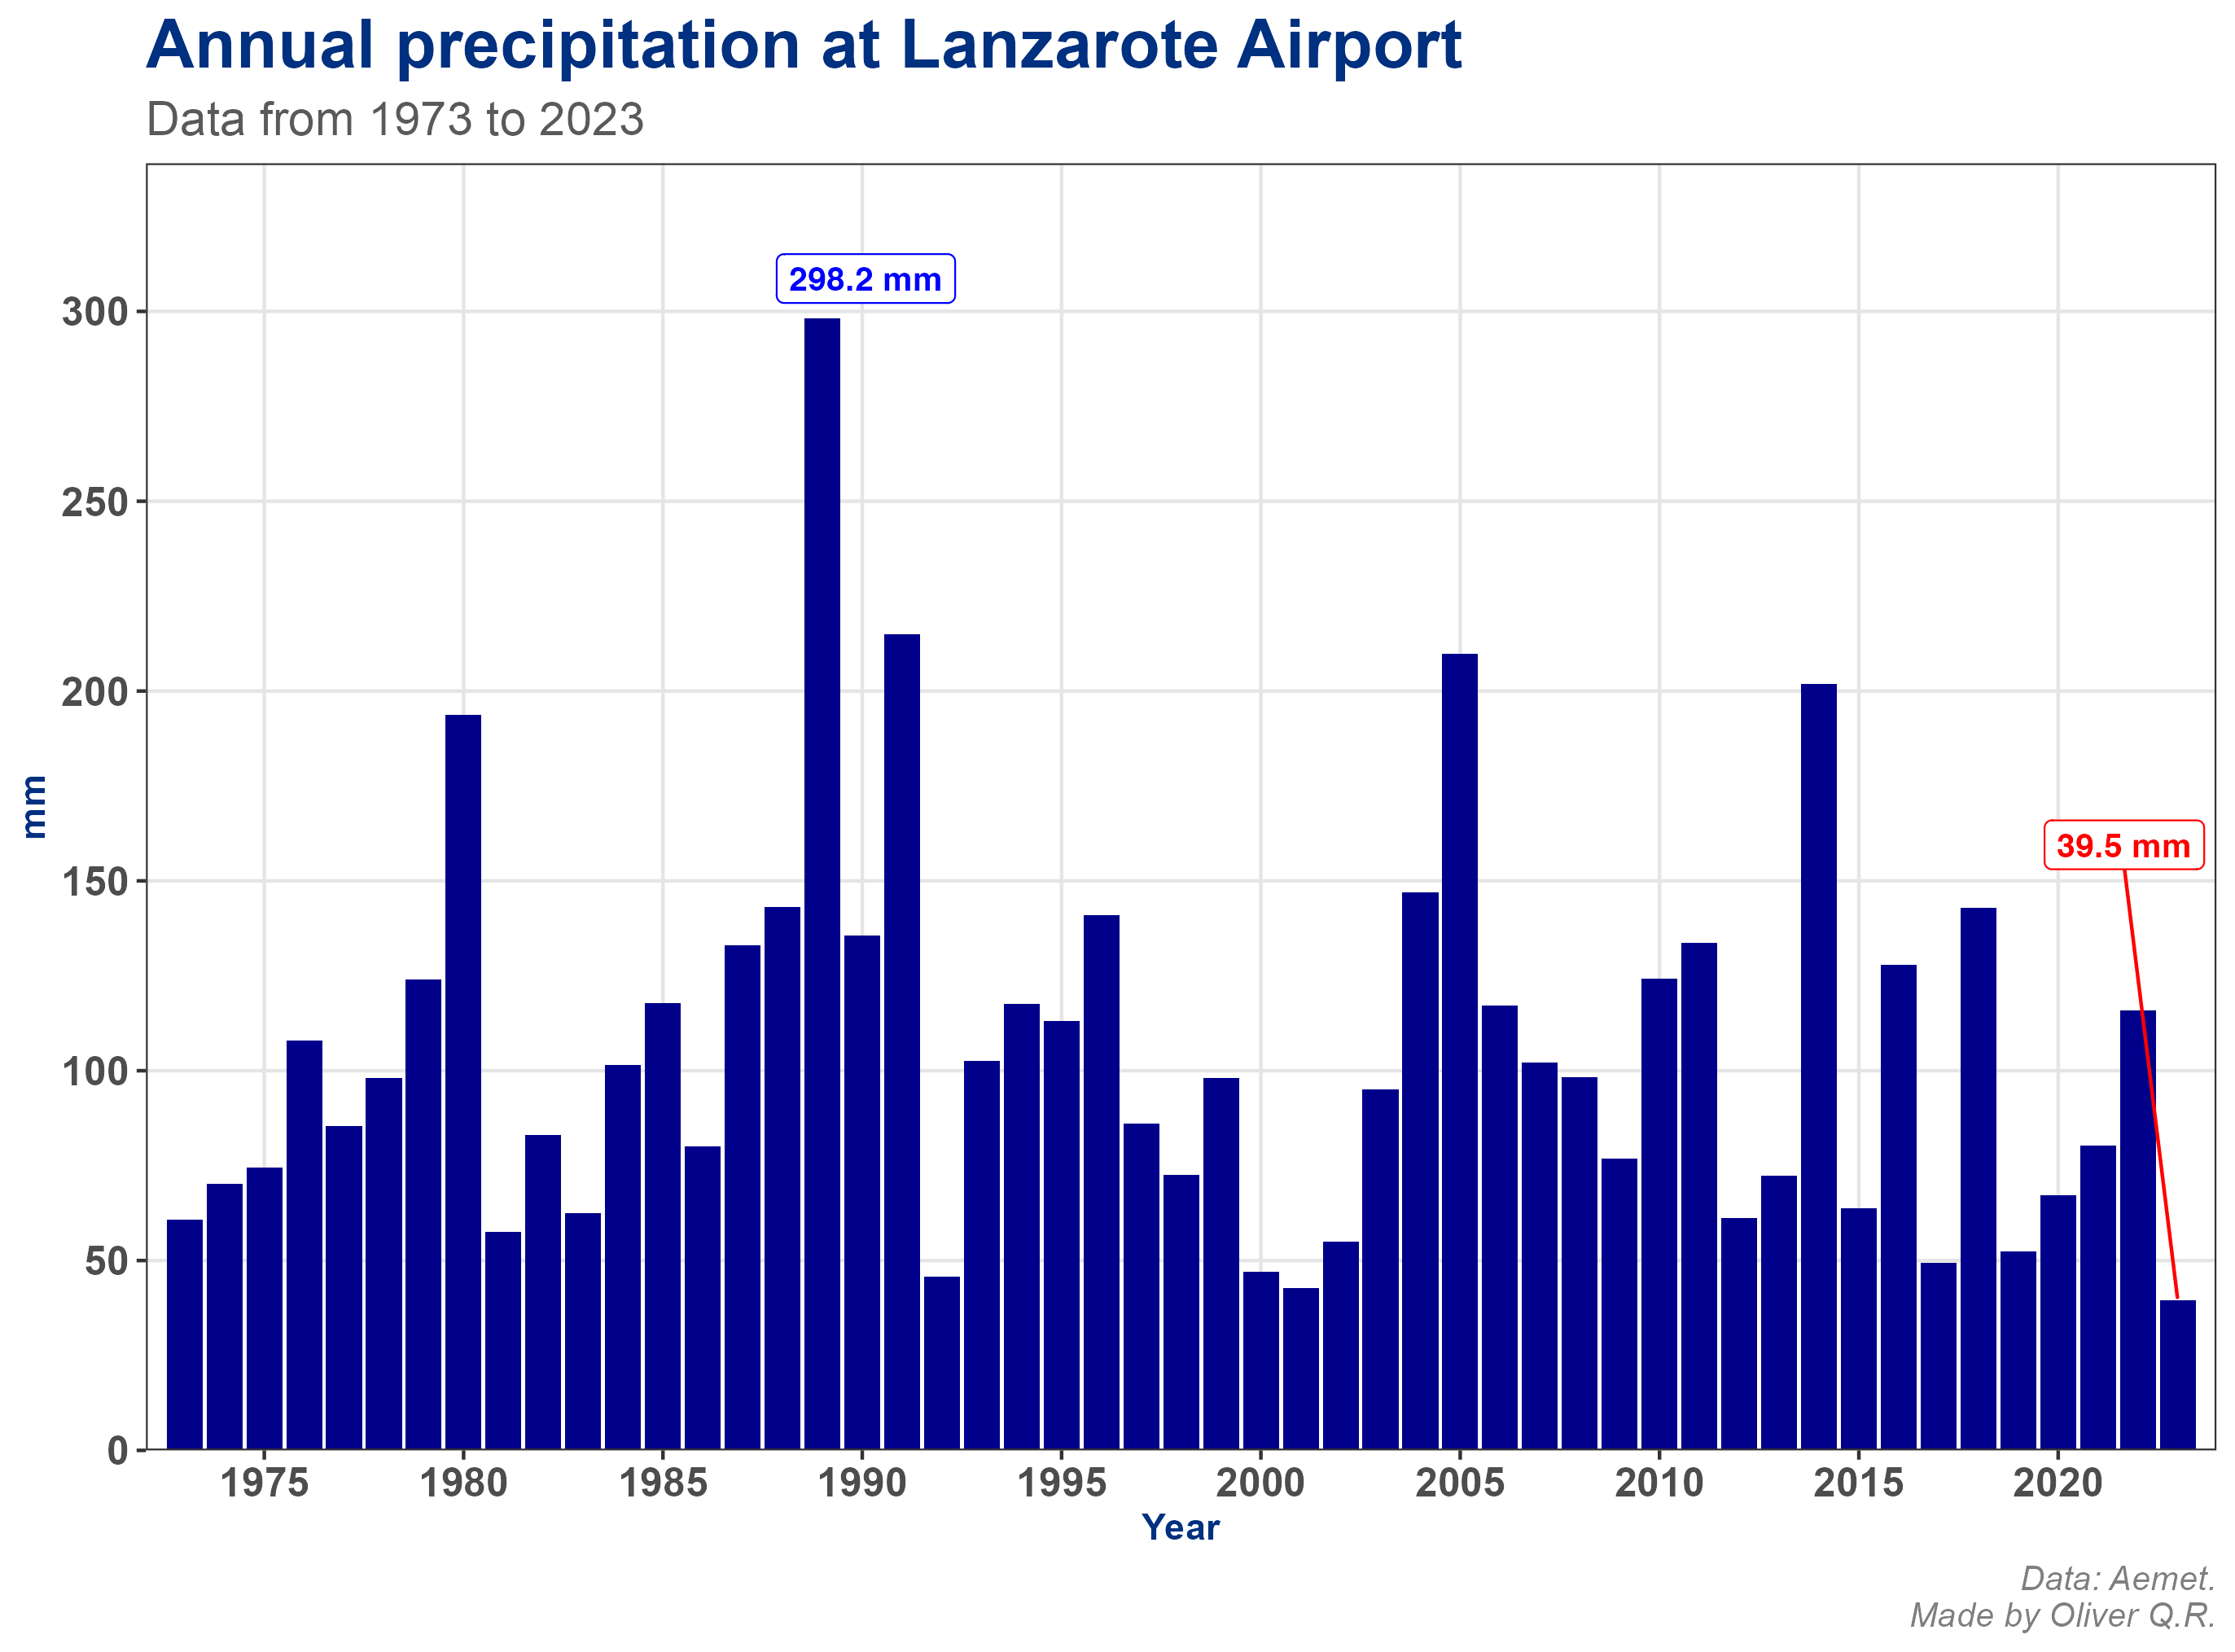 Annual precipitation at Lanzarote Airport
Data from 1973 to 2023
298.2 mm
300
250
200
mm
39.5 mm
150
100
50
0
1975 1980 1985 1990 1995 2000 2005 2010 2015 2020
Year
Data: Aemet.
Made by Oliver Q.R.